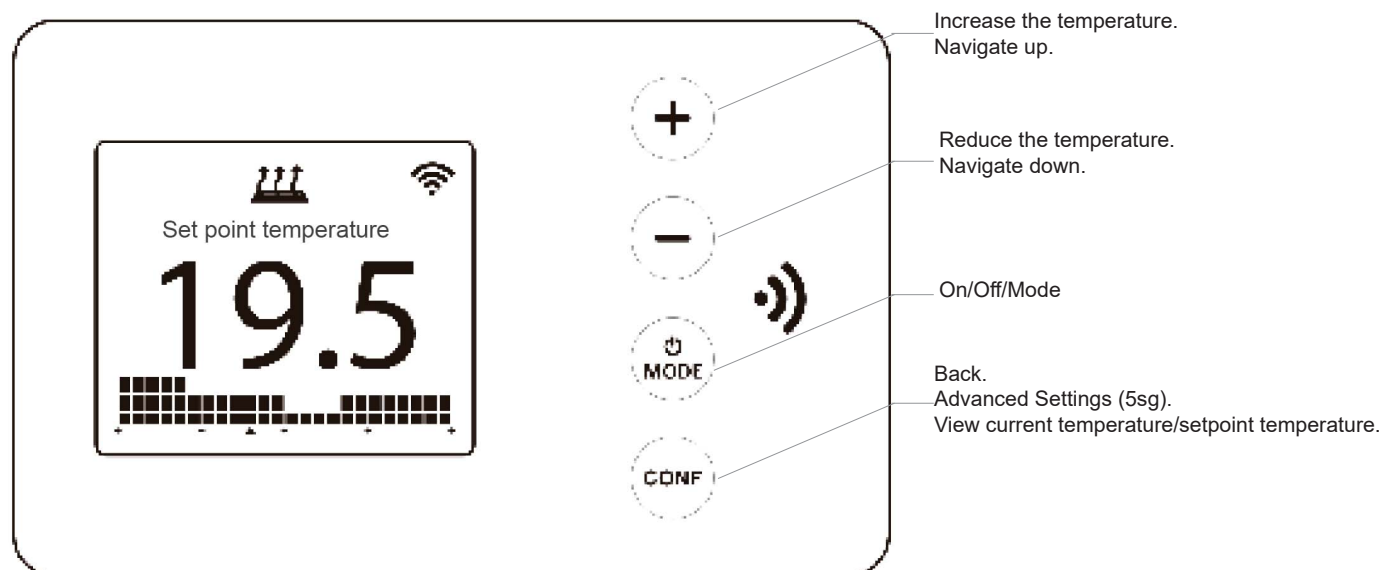 Increase the temperature.
Navigate up.
+
Reduce the temperature.
Navigate down.
−
Set point temperature
19.5
On/Off/Mode
MODE
Back.
Advanced Settings (5sg).
View current temperature/setpoint temperature.
CONF